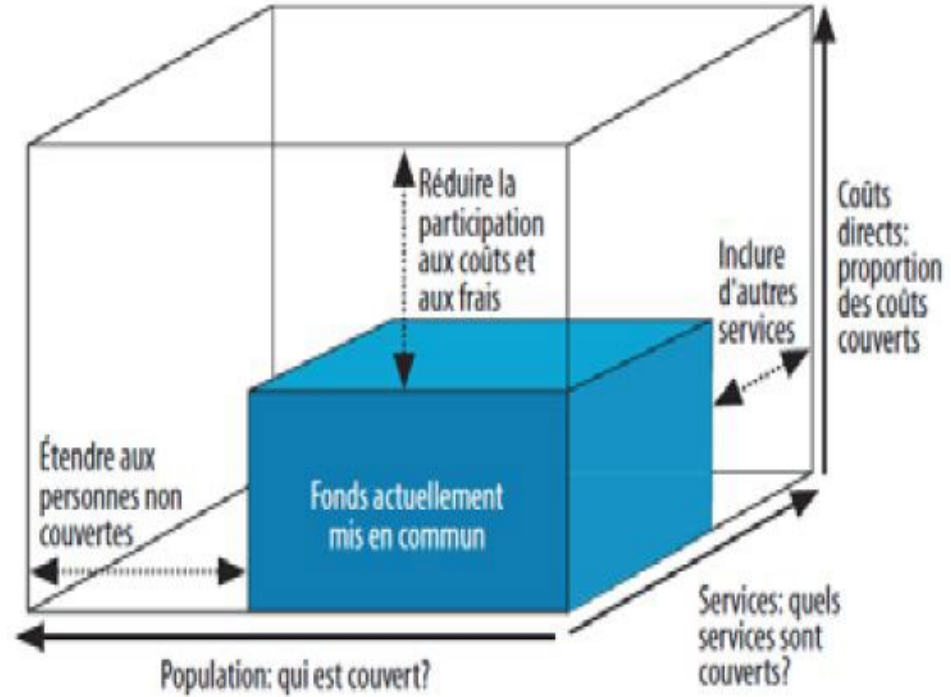 Réduire la
participation
aux coûts et
aux frais
Coûts
directs:
proportion
des coûts
couverts
Inclure
d'autres
services
Étendre aux
personnes non
couvertes
Fonds actuellement
mis en commun
Services: quels
services sont
couverts?
Population: qui est couvert?